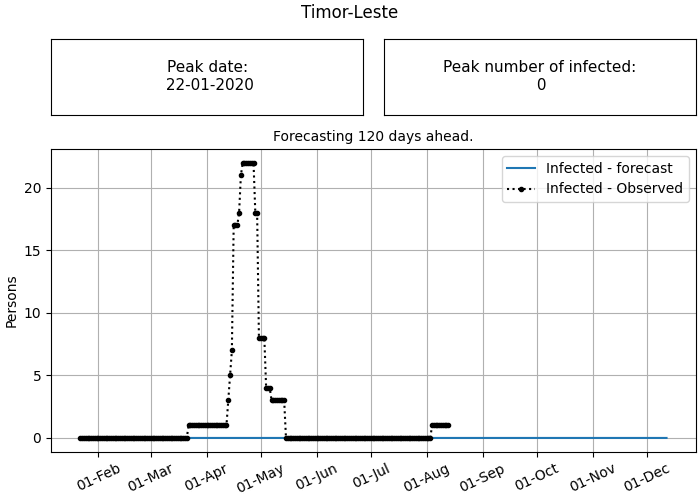 Timor-Leste
Peak date:
22-01-2020
Peak number of infected:
0
Forecasting 120 days ahead.
Infected - forecast
Infected - Observed
Persons
20
15
10
5
0
01-Feb
01-Mar
01-Apr
01-May
01-Jun
01-Jul
01-Aug
01-Sep
01-Oct
01-Nov
01-Dec